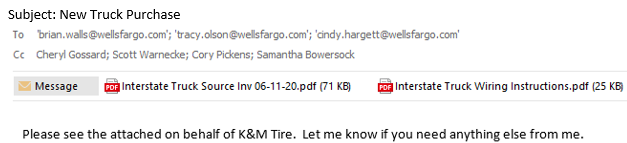 Subject: New Truck Purchase
To 'brian.walls@wellsfargo.com'; 'tracy.olson@wellsfargo.com'; 'cindy.hargett@wellsfargo.com'
Cc Cheryl Gossard; Scott Warnecke; Cory Pickens; Samantha Bowersock
Message PDF Interstate Truck Source Inv 06-11-20.pdf (71 KB) PDF Interstate Truck Wiring Instructions.pdf (25 KB)
Please see the attached on behalf of K&M Tire.  Let me know if you need anything else from me.